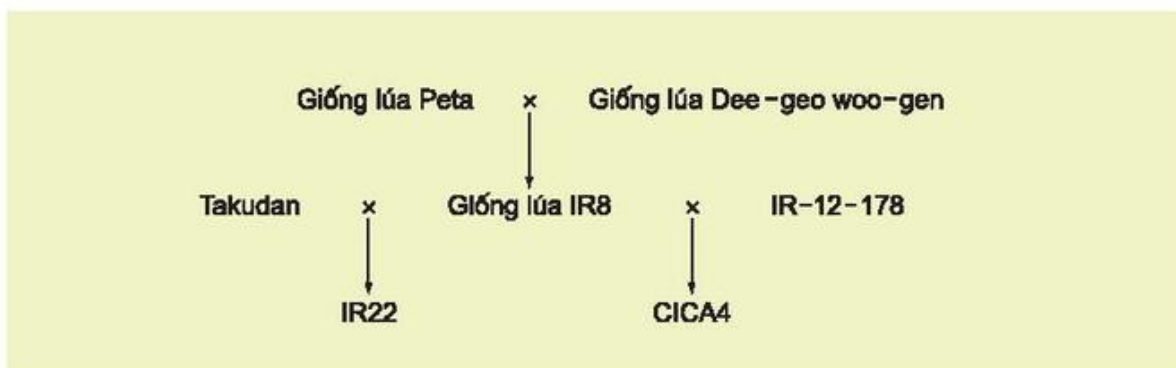 Giống lúa Peta × Giống lúa Dee-geo woo-gen
Takudan × Giống lúa IR8 × IR-12-178
IR22 CICA4